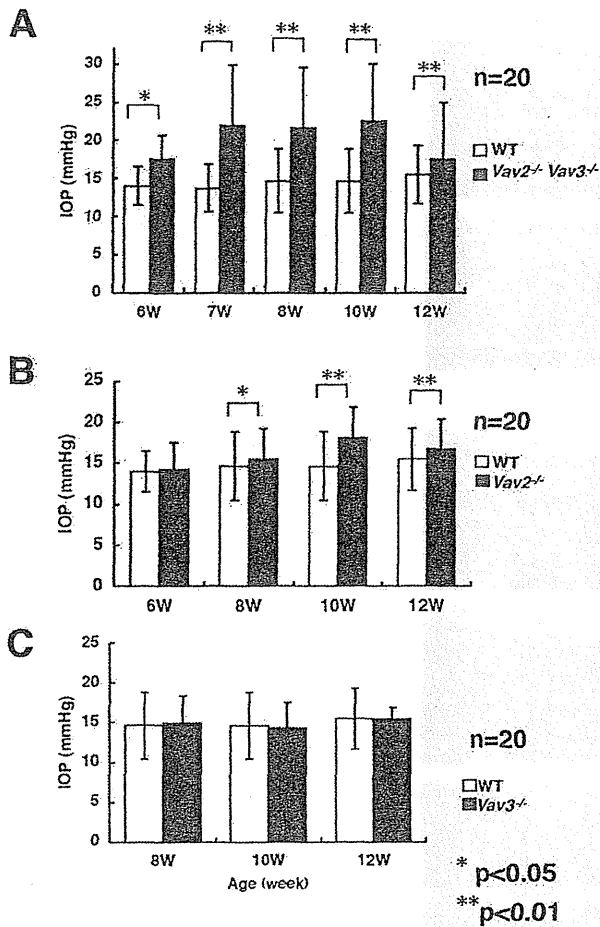 A
** ** ** **
* n=20
IOP (mmHg)
30
25
20
15
10
5
0
WT
Vav2-/- Vav3-/-
6W 7W 8W 10W 12W
B
* ** **
n=20
IOP (mmHg)
25
20
15
10
5
0
WT
Vav2-/-
6W 8W 10W 12W
C
IOP (mmHg)
25
20
15
10
5
0
n=20
WT
Vav3-/-
8W 10W 12W
Age (week)
* p<0.05
**p<0.01